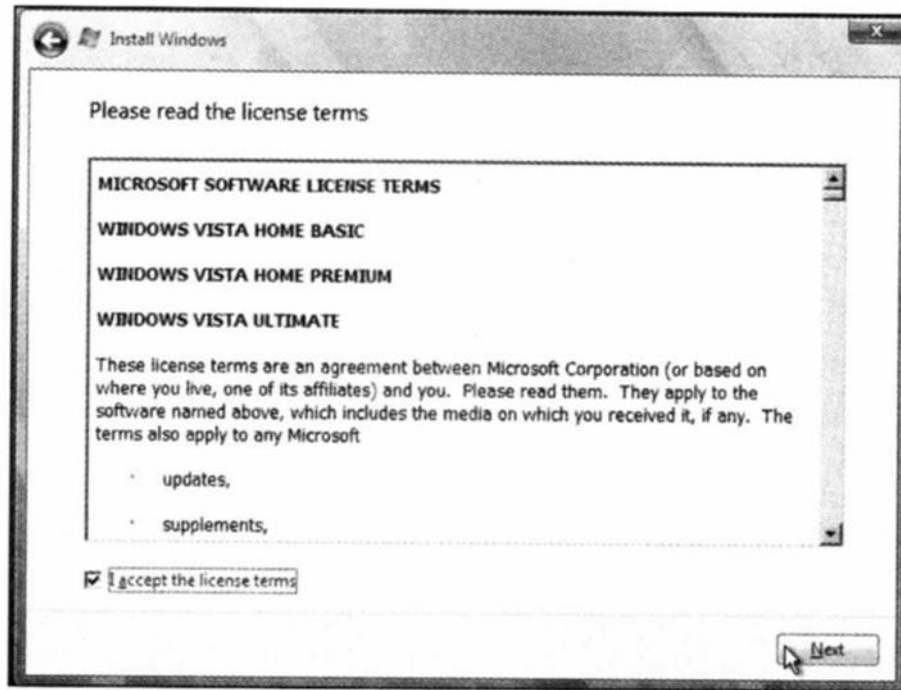 Install Windows
X
Please read the license terms
MICROSOFT SOFTWARE LICENSE TERMS
WINDOWS VISTA HOME BASIC
WINDOWS VISTA HOME PREMIUM
WINDOWS VISTA ULTIMATE
These license terms are an agreement between Microsoft Corporation (or based on
where you live, one of its affiliates) and you.  Please read them.  They apply to the
software named above, which includes the media on which you received it, if any.  The
terms also apply to any Microsoft
· updates,
· supplements,
I accept the license terms
Next